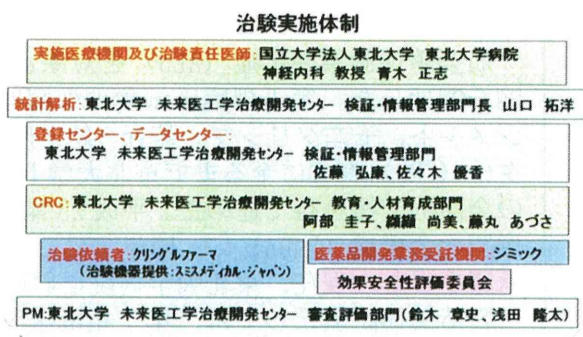 治験実施体制
実施医療機関及び治験責任医師:国立大学法人東北大学 東北大学病院
神経内科 教授 青木 正志
統計解析:東北大学 未来医工学治療開発センター 検証・情報管理部門長 山口 拓洋
登録センター、データセンター:
東北大学 未来医工学治療開発センター 検証・情報管理部門
佐藤 弘康、佐々木 優香
CRC:東北大学 未来医工学治療開発センター 教育・人材育成部門
阿部 圭子、纐纈 尚美、藤丸 あづさ
治験依頼者:クリングルファーマ
(治験機器提供:スミスメディカル・ジャパン)
医薬品開発業務受託機関:シミック
効果安全性評価委員会
PM:東北大学 未来医工学治療開発センター 審査評価部門(鈴木 章史、浅田 隆太)